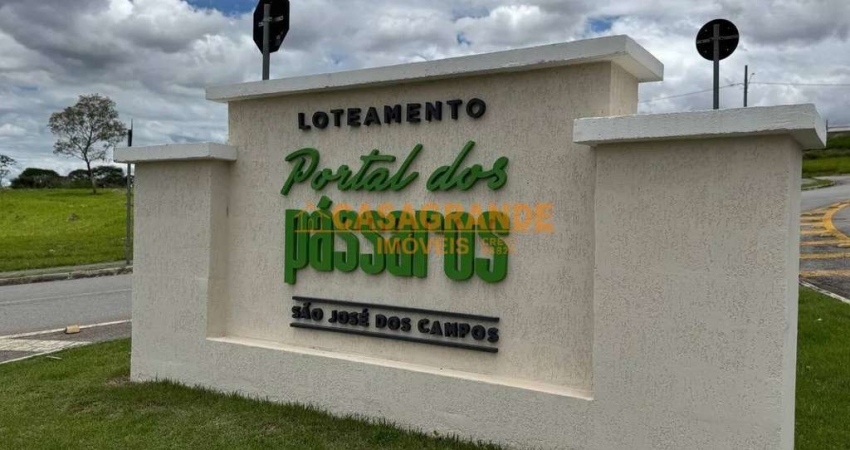 LOTEAMENTO
Portal dos
pássaros
CASAGRANDE
IMÓVEIS
SÃO JOSÉ DOS CAMPOS